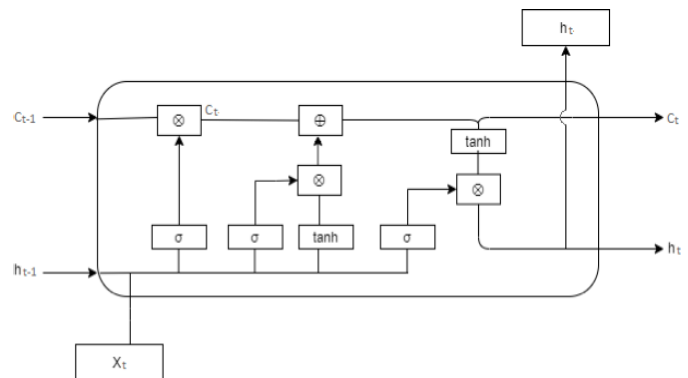 hₜ
Cₜ₋₁
⊗
Cₜ
⊕
Cₜ
tanh
⊗
⊗
σ
σ
tanh
σ
hₜ
hₜ₋₁
Xₜ